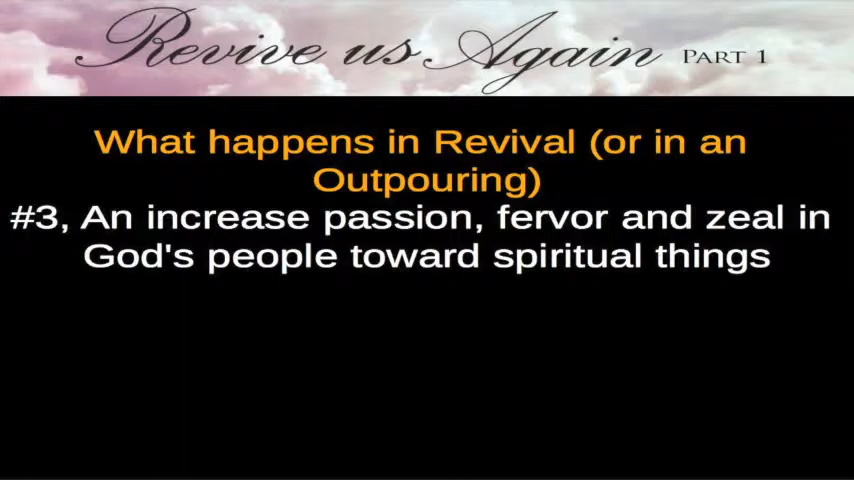 Revive us Again PART 1
What happens in Revival (or in an
Outpouring)
#3, An increase passion, fervor and zeal in
God's people toward spiritual things